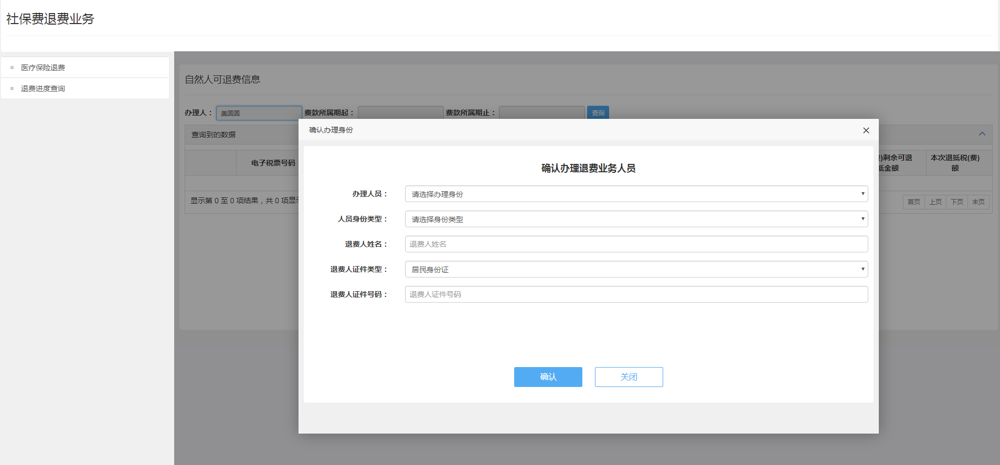 社保费退费业务
医疗保险退费
退费进度查询
自然人可退费信息
办理人： 美圆圆 费款所属期起： 费款所属期止： 查询
查询到的数据
电子税票号码
)剩余可退
抵金额
本次退抵税(费)
额
显示第 0 至 0 项结果，共 0 项显示
首页 上页 下页 末页
确认办理身份
确认办理退费业务人员
办理人员： 请选择办理身份
人员身份类型： 请选择身份类型
退费人姓名： 退费人姓名
退费人证件类型： 居民身份证
退费人证件号码： 退费人证件号码
确认 关闭